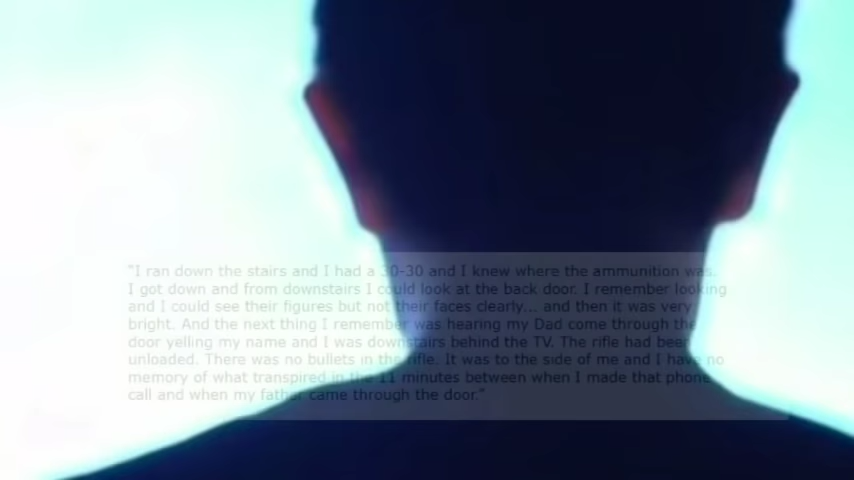 "I ran down the stairs and I had a 30-30 and I knew where the ammunition was.
I got down and from downstairs I could look at the back door. I remember looking
and I could see their figures but not their faces clearly... and then it was very
bright. And the next thing I remember was hearing my Dad come through the
door yelling my name and I was downstairs behind the TV. The rifle had been
unloaded. There was no bullets in the rifle. It was to the side of me and I have no
memory of what transpired in the 11 minutes between when I made that phone
call and when my father came through the door."